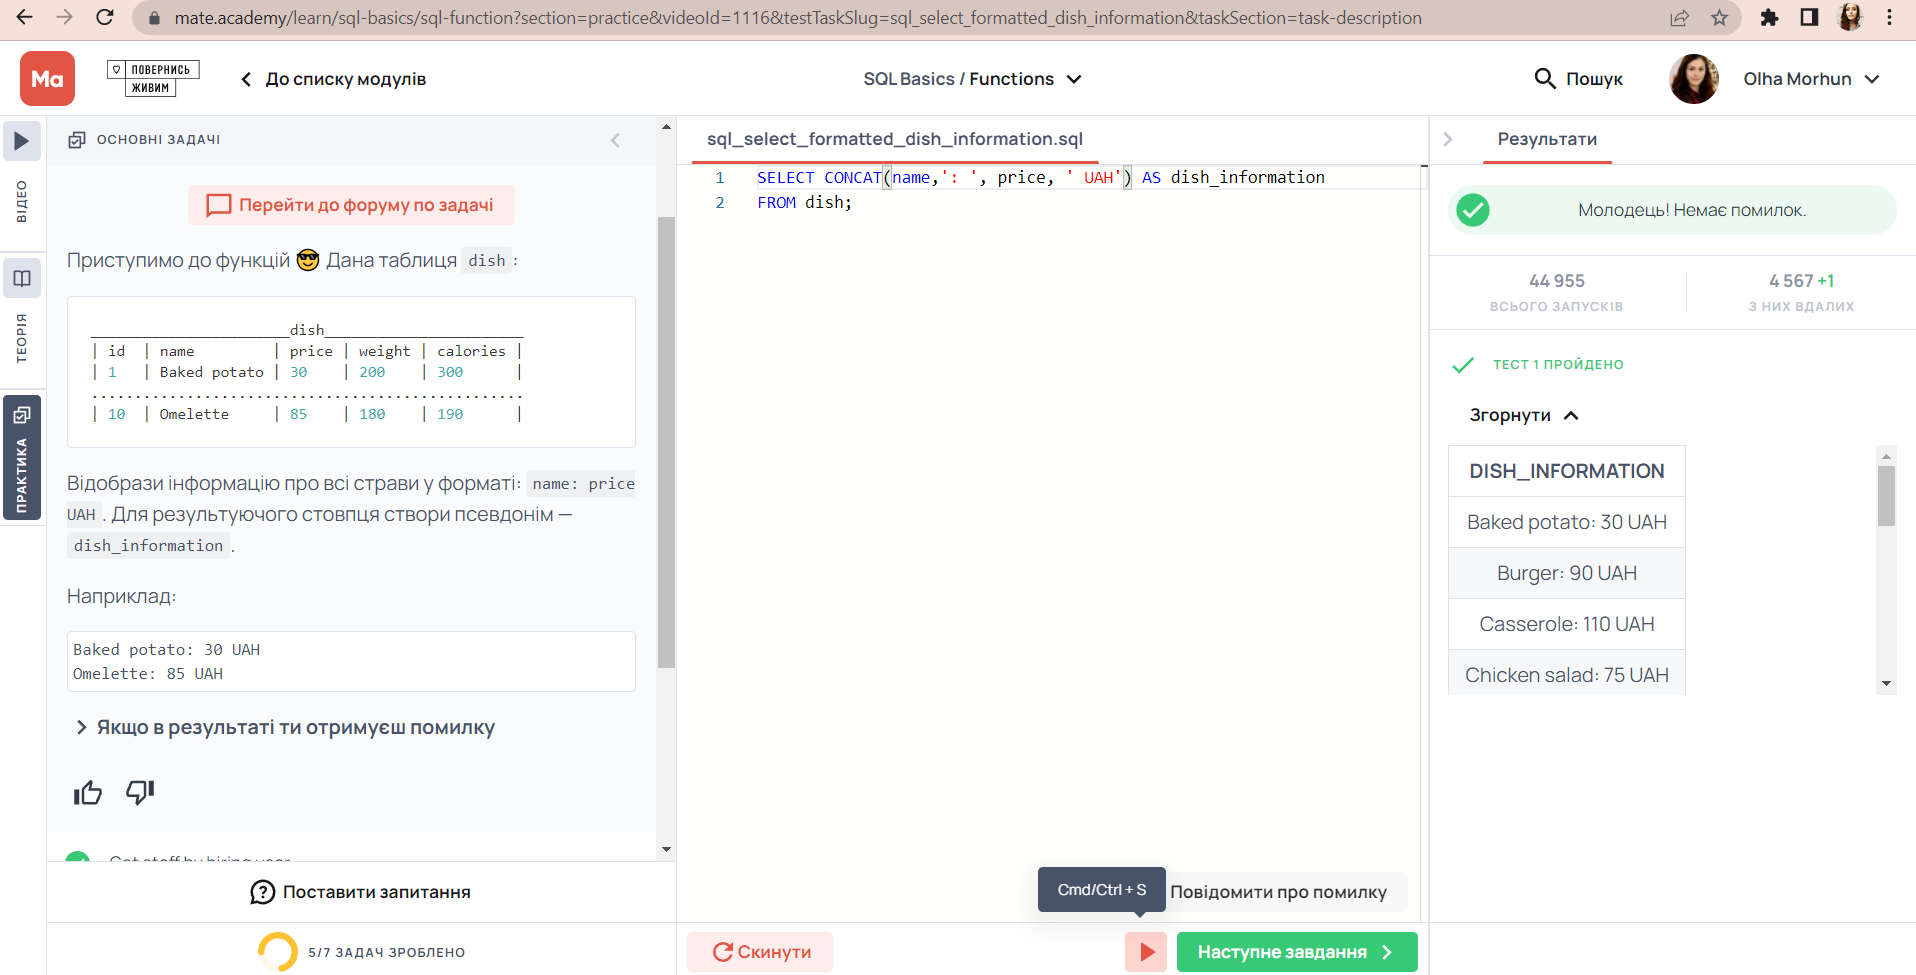 mate.academy/learn/sql-basics/sql-function?section=practice&videoId=1116&testTaskSlug=sql_select_formatted_dish_information&taskSection=task-description
Ma
ПОВЕРНИСЬ
ЖИВИМ
До списку модулів
SQL Basics / Functions
Пошук
Olha Morhun
ВІДЕО
ТЕОРІЯ
ПРАКТИКА
ОСНОВНІ ЗАДАЧІ
Перейти до форуму по задачі
Приступимо до функцій 😎 Дана таблиця dish :
_______________________dish_______________________
| id | name | price | weight | calories |
| 1 | Baked potato | 30 | 200 | 300 |
..................................................
| 10 | Omelette | 85 | 180 | 190 |
Відобрази інформацію про всі страви у форматі: name: price
UAH . Для результуючого стовпця створи псевдонім —
dish_information .
Наприклад:
Baked potato: 30 UAH
Omelette: 85 UAH
Якщо в результаті ти отримуєш помилку
Get staff by hiring year
Поставити запитання
5/7 ЗАДАЧ ЗРОБЛЕНО
sql_select_formatted_dish_information.sql
1 SELECT CONCAT(name,': ', price, ' UAH') AS dish_information
2 FROM dish;
Cmd/Ctrl + S
Повідомити про помилку
Скинути
Наступне завдання
Результати
Молодець! Немає помилок.
44 955
ВСЬОГО ЗАПУСКІВ
4 567 +1
З НИХ ВДАЛИХ
ТЕСТ 1 ПРОЙДЕНО
Згорнути
DISH_INFORMATION
Baked potato: 30 UAH
Burger: 90 UAH
Casserole: 110 UAH
Chicken salad: 75 UAH